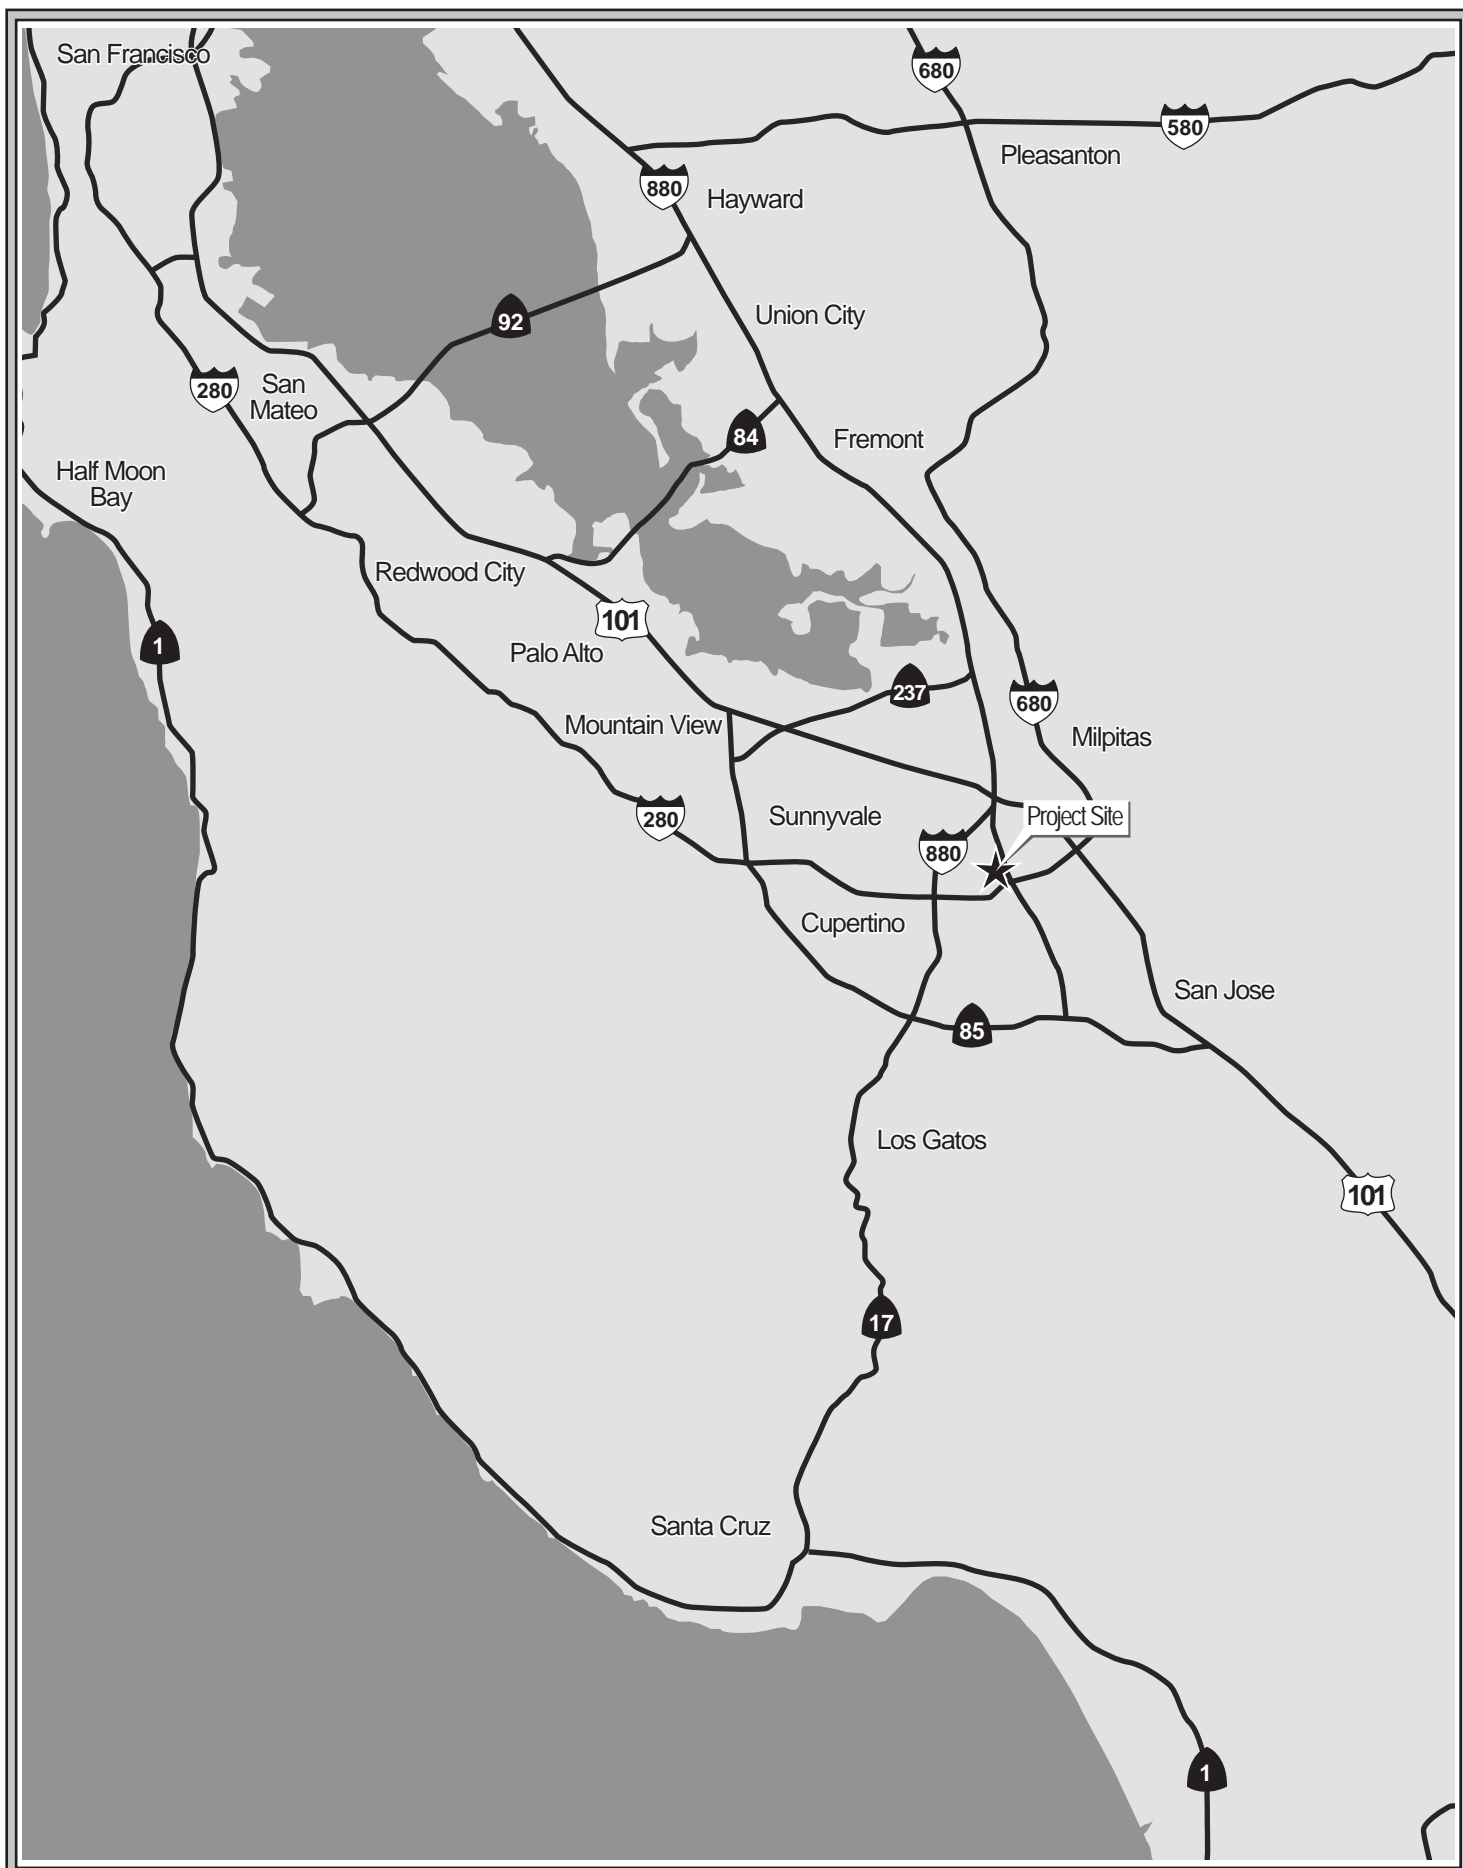 San Francisco
680
580
Pleasanton
880
Hayward
Union City
92
280
San
Mateo
84
Fremont
Half Moon
Bay
Redwood City
101
1
Palo Alto
237
680
Mountain View
Milpitas
280
Sunnyvale
Project Site
880
Cupertino
San Jose
85
Los Gatos
101
17
Santa Cruz
1